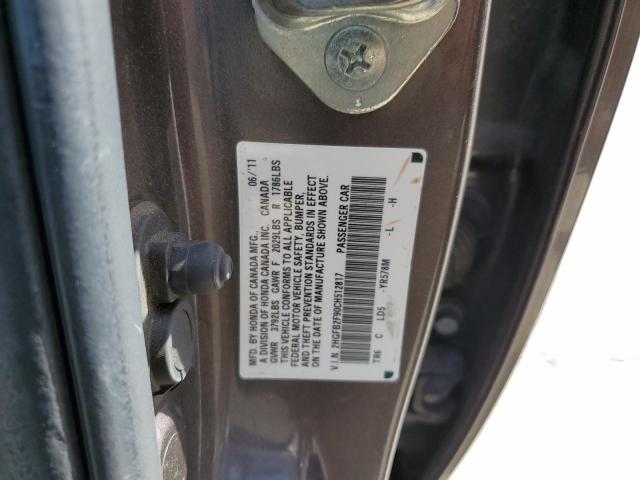 MFD. BY HONDA OF CANADA MFG. 06/11
A DIVISION OF HONDA CANADA INC. CANADA
GVWR 3792LBS GAWR F 2029LBS R 1786LBS
THIS VEHICLE CONFORMS TO ALL APPLICABLE
FEDERAL MOTOR VEHICLE SAFETY, BUMPER,
AND THEFT PREVENTION STANDARDS IN EFFECT
ON THE DATE OF MANUFACTURE SHOWN ABOVE.
V.I.N. 2HGFB2F90CH512817 PASSENGER CAR
TR6 C LD5 -YR578M -L -H